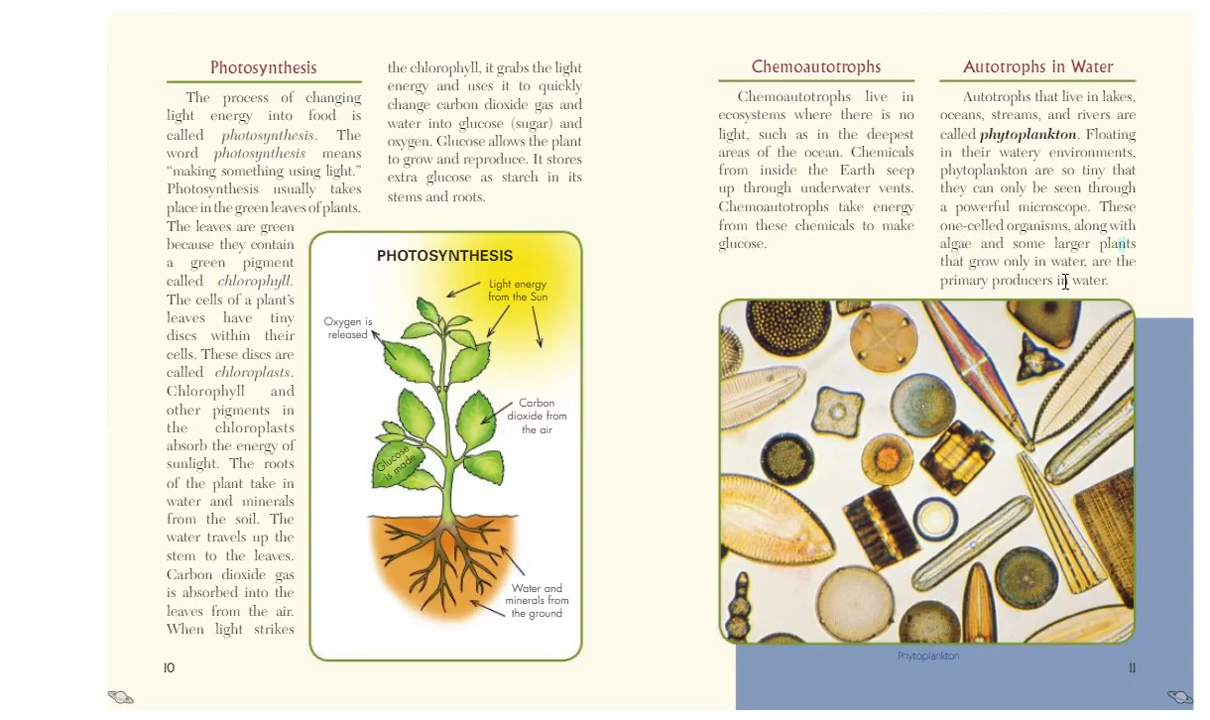 Photosynthesis
The process of changing
light energy into food is
called photosynthesis. The
word photosynthesis means
“making something using light.”
Photosynthesis usually takes
place in the green leaves of plants.
The leaves are green
because they contain
a green pigment
called chlorophyll.
The cells of a plant’s
leaves have tiny
discs within their
cells. These discs are
called chloroplasts.
Chlorophyll and
other pigments in
the chloroplasts
absorb the energy of
sunlight. The roots
of the plant take in
water and minerals
from the soil. The
water travels up the
stem to the leaves.
Carbon dioxide gas
is absorbed into the
leaves from the air.
When light strikes
the chlorophyll, it grabs the light
energy and uses it to quickly
change carbon dioxide gas and
water into glucose (sugar) and
oxygen. Glucose allows the plant
to grow and reproduce. It stores
extra glucose as starch in its
stems and roots.
PHOTOSYNTHESIS
Light energy
from the Sun
Oxygen is
released
Carbon
dioxide from
the air
Glucose
is made
Water and
minerals from
the ground
10
Chemoautotrophs
Chemoautotrophs live in
ecosystems where there is no
light, such as in the deepest
areas of the ocean. Chemicals
from inside the Earth seep
up through underwater vents.
Chemoautotrophs take energy
from these chemicals to make
glucose.
Autotrophs in Water
Autotrophs that live in lakes,
oceans, streams, and rivers are
called phytoplankton. Floating
in their watery environments,
phytoplankton are so tiny that
they can only be seen through
a powerful microscope. These
one-celled organisms, along with
algae and some larger plants
that grow only in water, are the
primary producers in water.
Phytoplankton
11